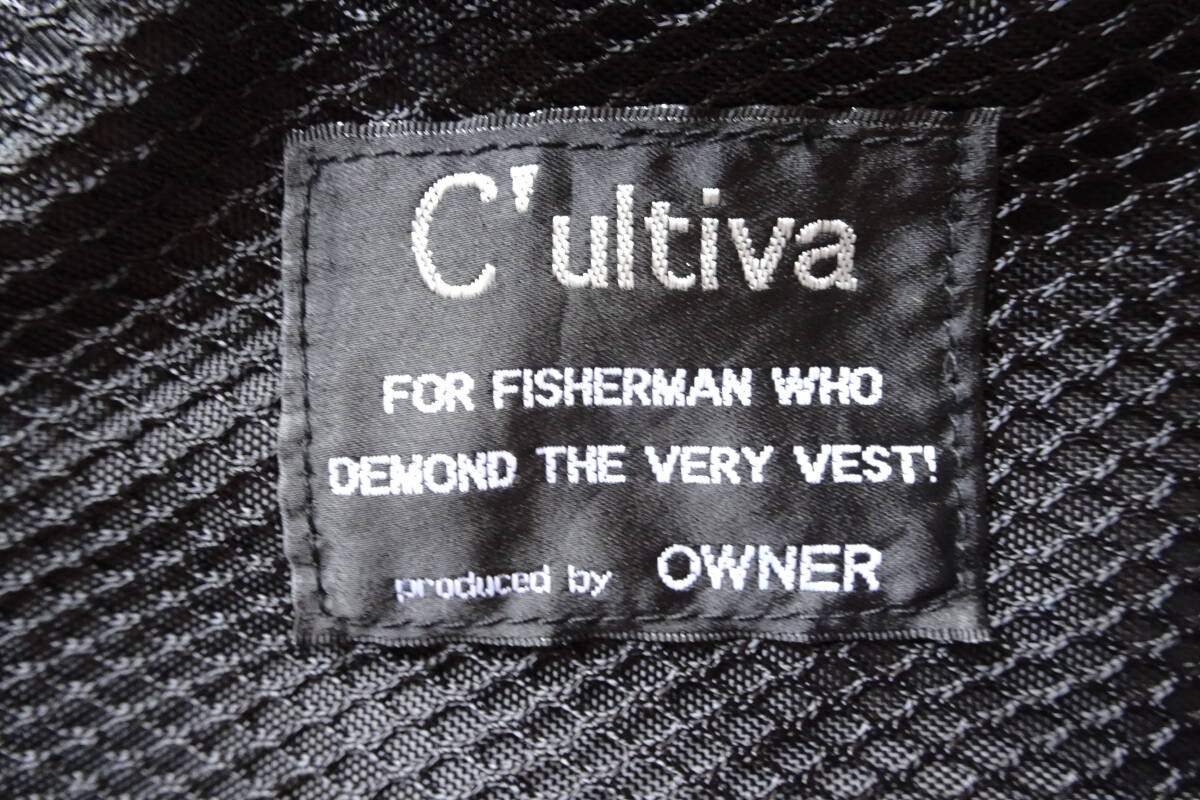 C'ultiva
FOR FISHERMAN WHO
DEMOND THE VERY VEST!
produced by OWNER